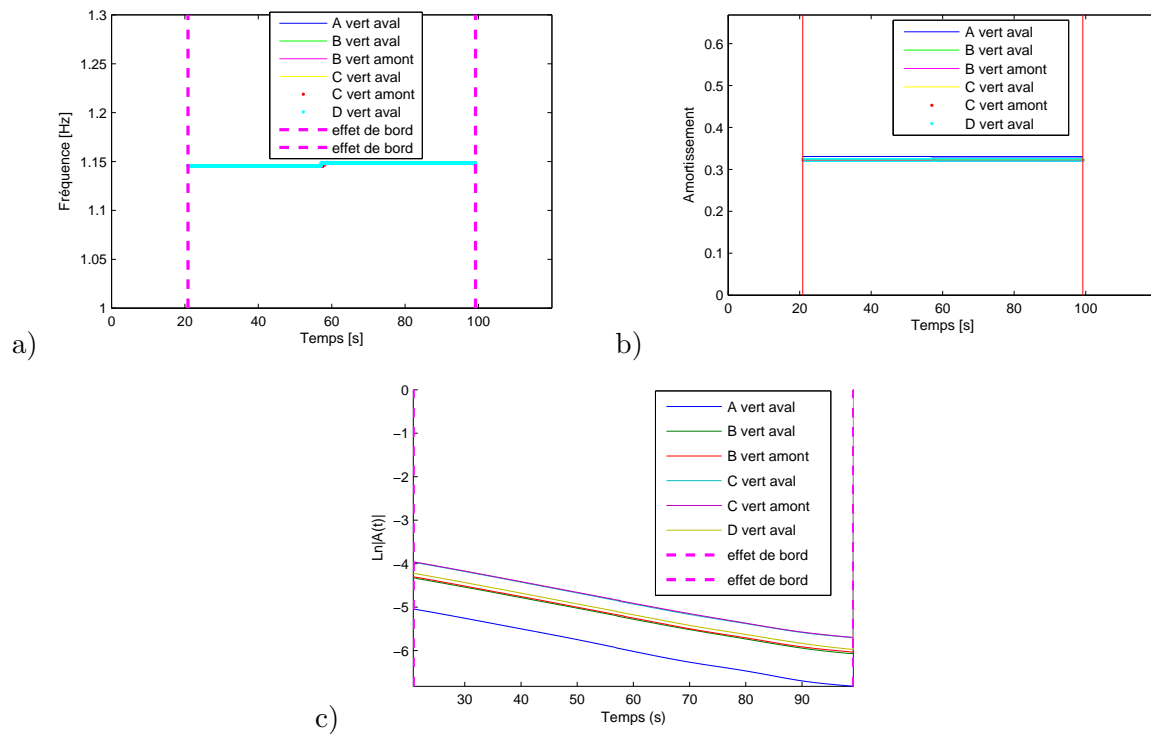 1.3
1.25
1.2
1.15
1.1
1.05
1
Fréquence [Hz]
0
20
40
60
80
100
Temps [s]
A vert aval
B vert aval
B vert amont
C vert aval
C vert amont
D vert aval
effet de bord
effet de bord
a)
0.6
0.5
0.4
0.3
0.2
0.1
0
Amortissement
0
20
40
60
80
100
120
Temps [s]
A vert aval
B vert aval
B vert amont
C vert aval
C vert amont
D vert aval
b)
0
−1
−2
−3
−4
−5
−6
Ln|A(t)|
30
40
50
60
70
80
90
Temps (s)
A vert aval
B vert aval
B vert amont
C vert aval
C vert amont
D vert aval
effet de bord
effet de bord
c)